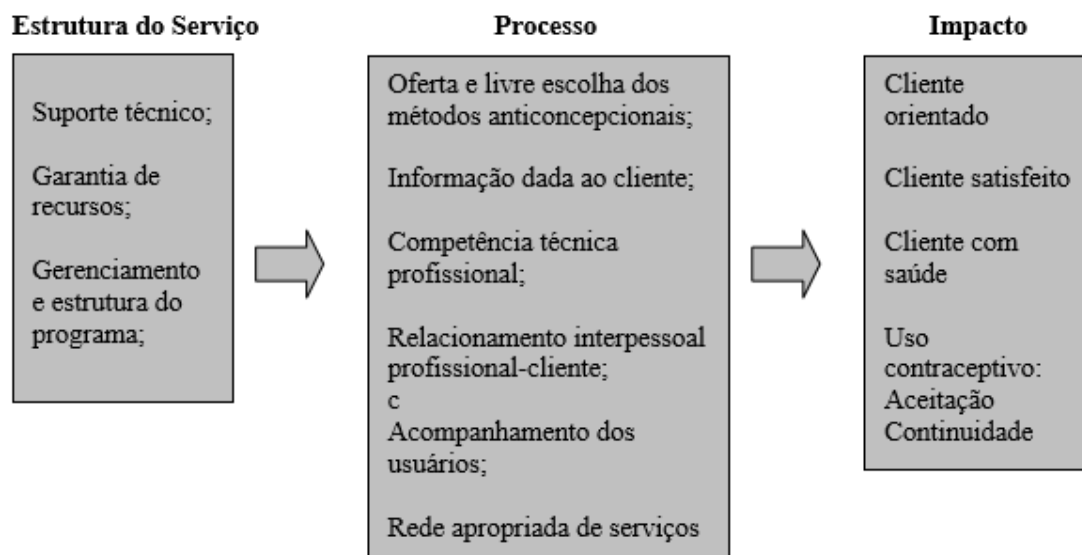 Estrutura do Serviço
Suporte técnico;
Garantia de
recursos;
Gerenciamento
e estrutura do
programa;
Processo
Oferta e livre escolha dos
métodos anticoncepcionais;
Informação dada ao cliente;
Competência técnica
profissional;
Relacionamento interpessoal
profissional-cliente;
c
Acompanhamento dos
usuários;
Rede apropriada de serviços
Impacto
Cliente
orientado
Cliente satisfeito
Cliente com
saúde
Uso
contraceptivo:
Aceitação
Continuidade